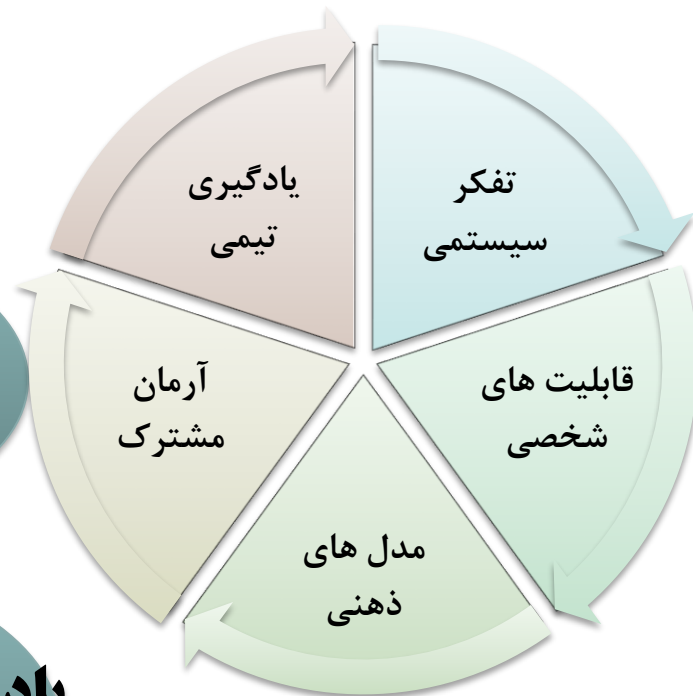 تفکر
سیستمی
قابلیت های
شخصی
مدل های
ذهنی
آرمان
مشترک
یادگیری
تیمی